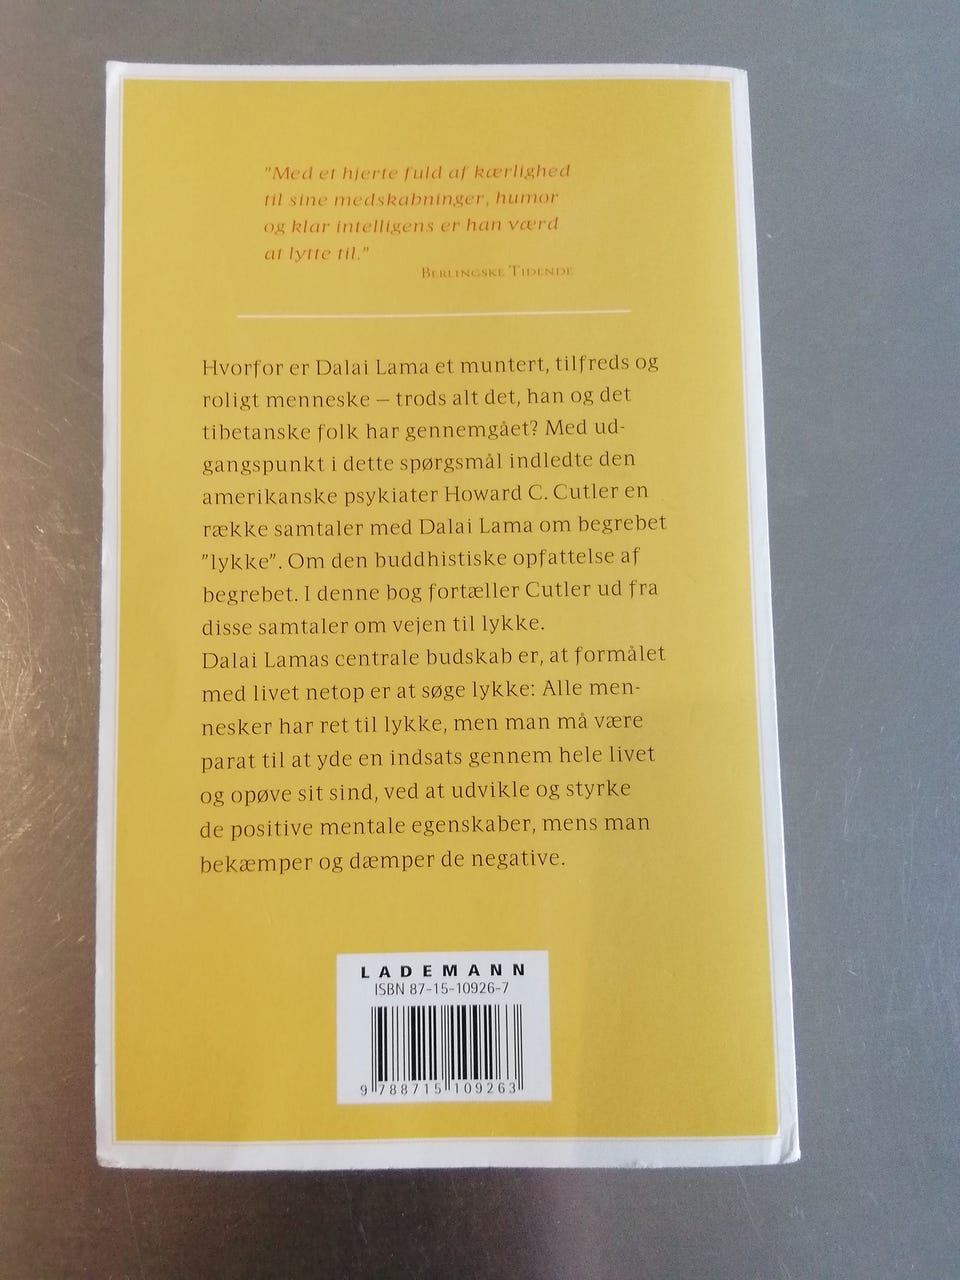 "Med et hjerte fuld af kærlighed
til sine medskabninger, humor
og klar intelligens er han værd
at lytte til."
BERLINGSKE TIDENDE
Hvorfor er Dalai Lama et muntert, tilfreds og
roligt menneske – trods alt det, han og det
tibetanske folk har gennemgået? Med ud-
gangspunkt i dette spørgsmål indledte den
amerikanske psykiater Howard C. Cutler en
række samtaler med Dalai Lama om begrebet
"lykke". Om den buddhistiske opfattelse af
begrebet. I denne bog fortæller Cutler ud fra
disse samtaler om vejen til lykke.
Dalai Lamas centrale budskab er, at formålet
med livet netop er at søge lykke: Alle men-
nesker har ret til lykke, men man må være
parat til at yde en indsats gennem hele livet
og opøve sit sind, ved at udvikle og styrke
de positive mentale egenskaber, mens man
bekæmper og dæmper de negative.
LADEMANN
ISBN 87-15-10926-7
9 788715 109263